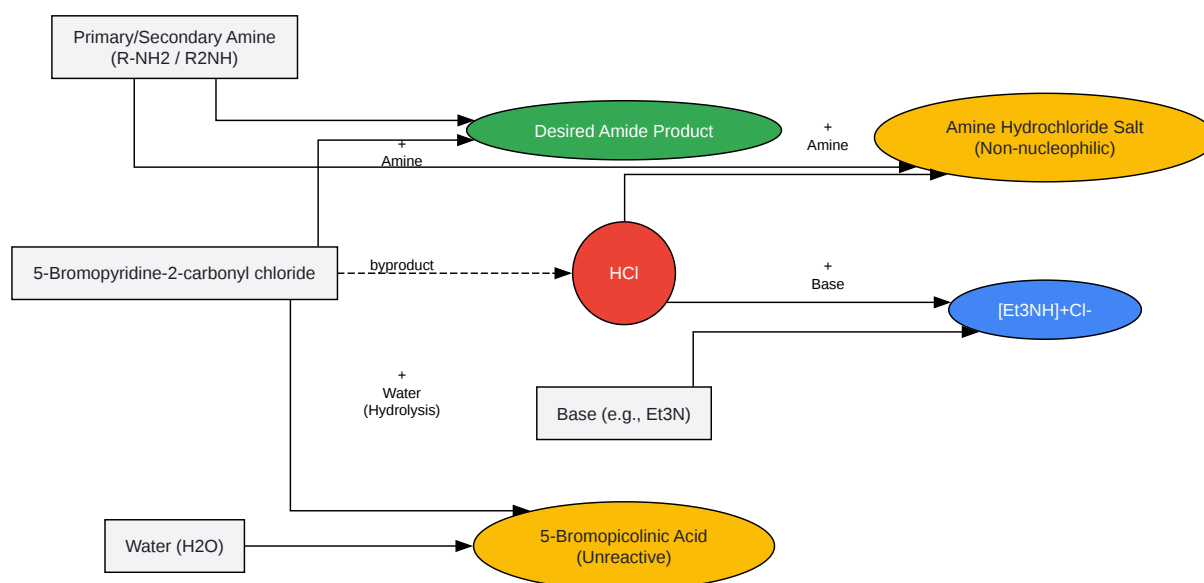 Primary/Secondary Amine
(R-NH2 / R2NH)
Desired Amide Product
+
Amine
+
Amine
Amine Hydrochloride Salt
(Non-nucleophilic)
5-Bromopyridine-2-carbonyl chloride
byproduct
HCl
+
Base
[Et3NH]+Cl-
+
Water
(Hydrolysis)
Base (e.g., Et3N)
Water (H2O)
5-Bromopicolinic Acid
(Unreactive)